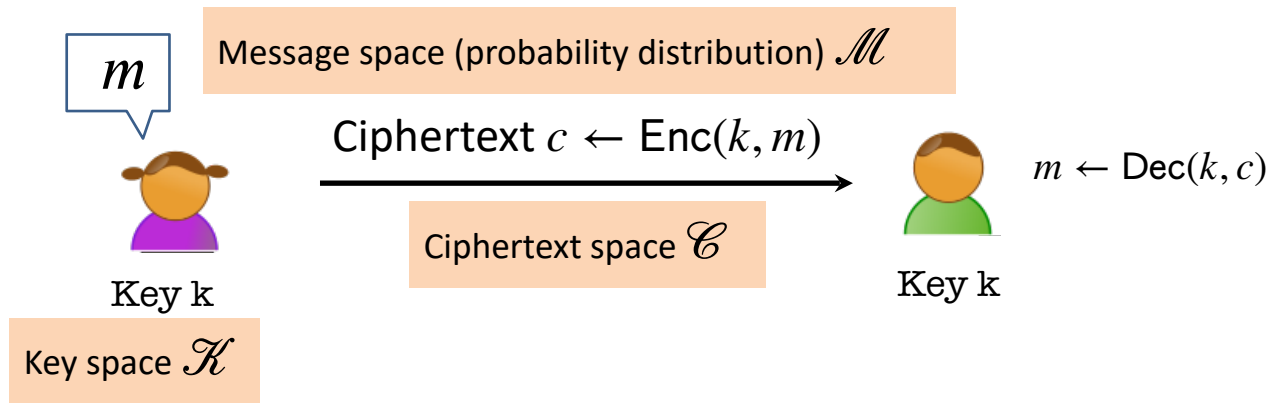 m
Message space (probability distribution) ℳ
Ciphertext c ← Enc(k, m)
m ← Dec(k, c)
Ciphertext space 𝒞
Key k
Key k
Key space 𝒦